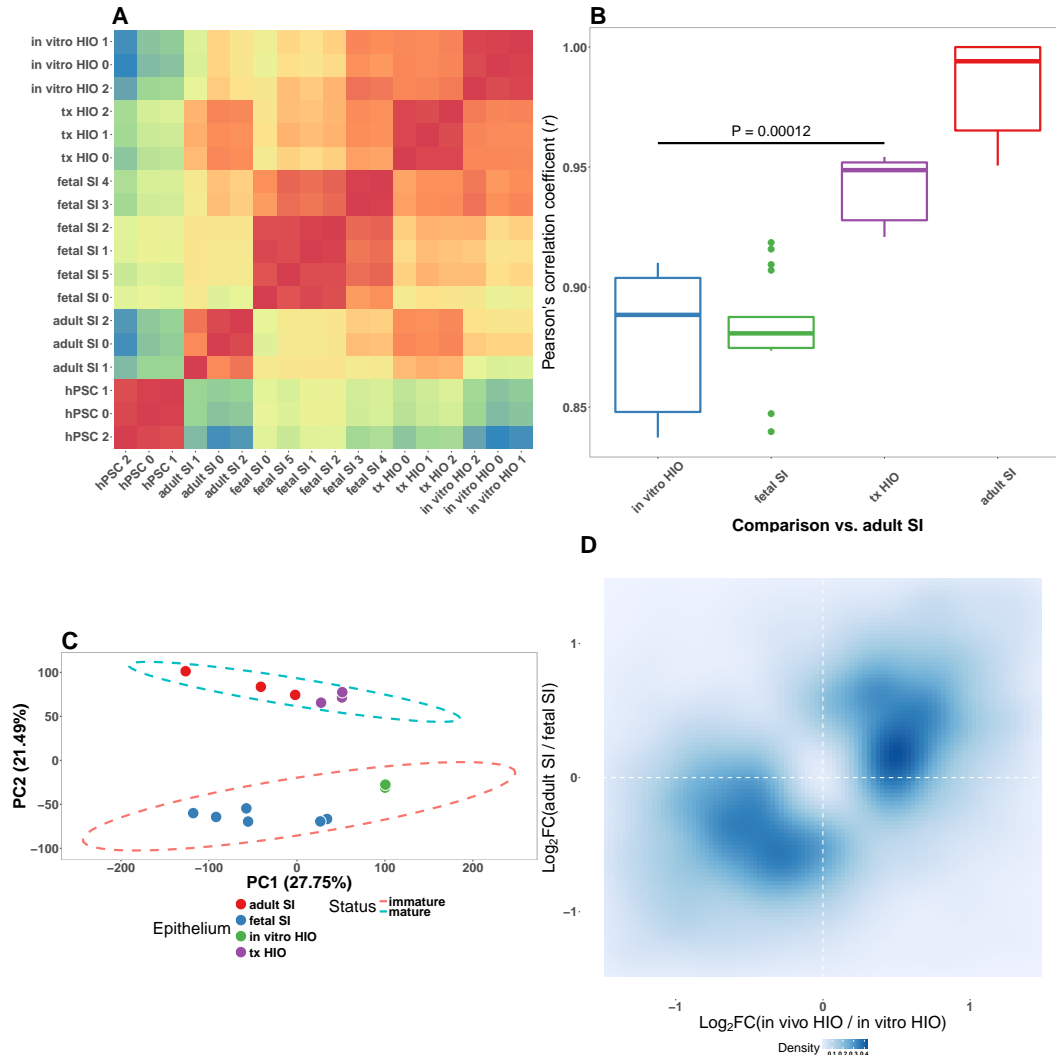 A
in vitro HIO 1
in vitro HIO 0
in vitro HIO 2
tx HIO 2
tx HIO 1
tx HIO 0
fetal SI 4
fetal SI 3
fetal SI 2
fetal SI 1
fetal SI 5
fetal SI 0
adult SI 2
adult SI 0
adult SI 1
hPSC 1
hPSC 0
hPSC 2
hPSC 2
hPSC 0
hPSC 1
adult SI 1
adult SI 0
adult SI 2
fetal SI 0
fetal SI 5
fetal SI 1
fetal SI 2
fetal SI 3
fetal SI 4
tx HIO 0
tx HIO 1
tx HIO 2
in vitro HIO 2
in vitro HIO 0
in vitro HIO 1
B
Pearson's correlation coefficent (r)
1.00
0.95
0.90
0.85
P = 0.00012
in vitro HIO
fetal SI
tx HIO
adult SI
Comparison vs. adult SI
C
PC2 (21.49%)
100
50
0
−50
−100
−200
−100
0
100
200
PC1 (27.75%)
Epithelium
adult SI
fetal SI
in vitro HIO
tx HIO
Status
immature
mature
D
Log2FC(adult SI / fetal SI)
1
0
−1
−1
0
1
Log2FC(in vivo HIO / in vitro HIO)
Density
0.1 0.2 0.3 0.4